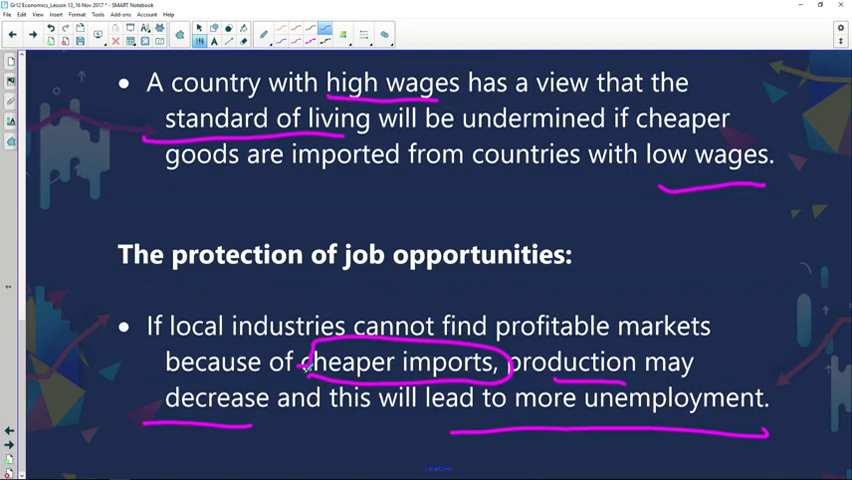 Gr12 Economics_Lesson 13_16 Nov 2017 * - SMART Notebook
File Edit View Insert Format Tools Add-ons Account Help
• A country with high wages has a view that the
standard of living will be undermined if cheaper
goods are imported from countries with low wages.
The protection of job opportunities:
• If local industries cannot find profitable markets
because of cheaper imports, production may
decrease and this will lead to more unemployment.